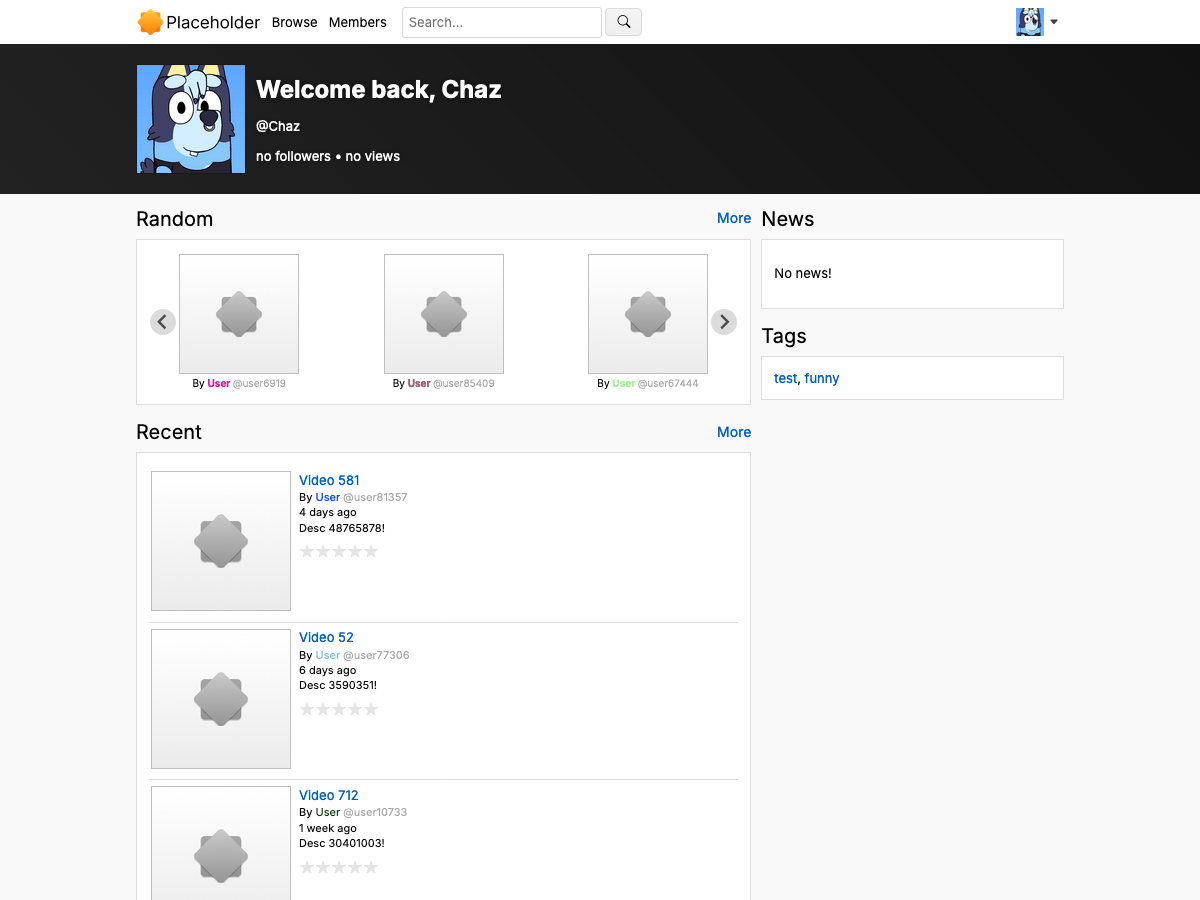 Placeholder Browse Members Search...
Welcome back, Chaz
@Chaz
no followers • no views
Random More
By User @user6919 By User @user85409 By User @user67444
Recent More
Video 581
By User @user81357
4 days ago
Desc 48765878!
Video 52
By User @user77306
6 days ago
Desc 3590351!
Video 712
By User @user10733
1 week ago
Desc 30401003!
News
No news!
Tags
test, funny